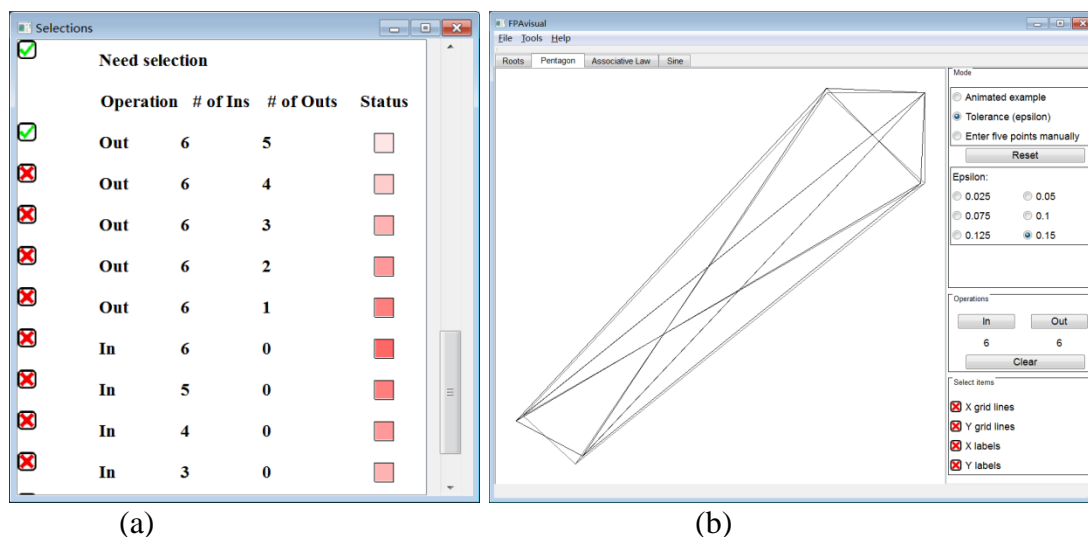 Selections
Need selection
Operation # of Ins # of Outs Status
Out 6 5
Out 6 4
Out 6 3
Out 6 2
Out 6 1
In 6 0
In 5 0
In 4 0
In 3 0
(a)
FPAvisual
File Tools Help
Roots Pentagon Associative Law Sine
Mode
Animated example
Tolerance (epsilon)
Enter five points manually
Reset
Epsilon:
0.025 0.05
0.075 0.1
0.125 0.15
Operations
In Out
6 6
Clear
Select items
X grid lines
Y grid lines
X labels
Y labels
(b)